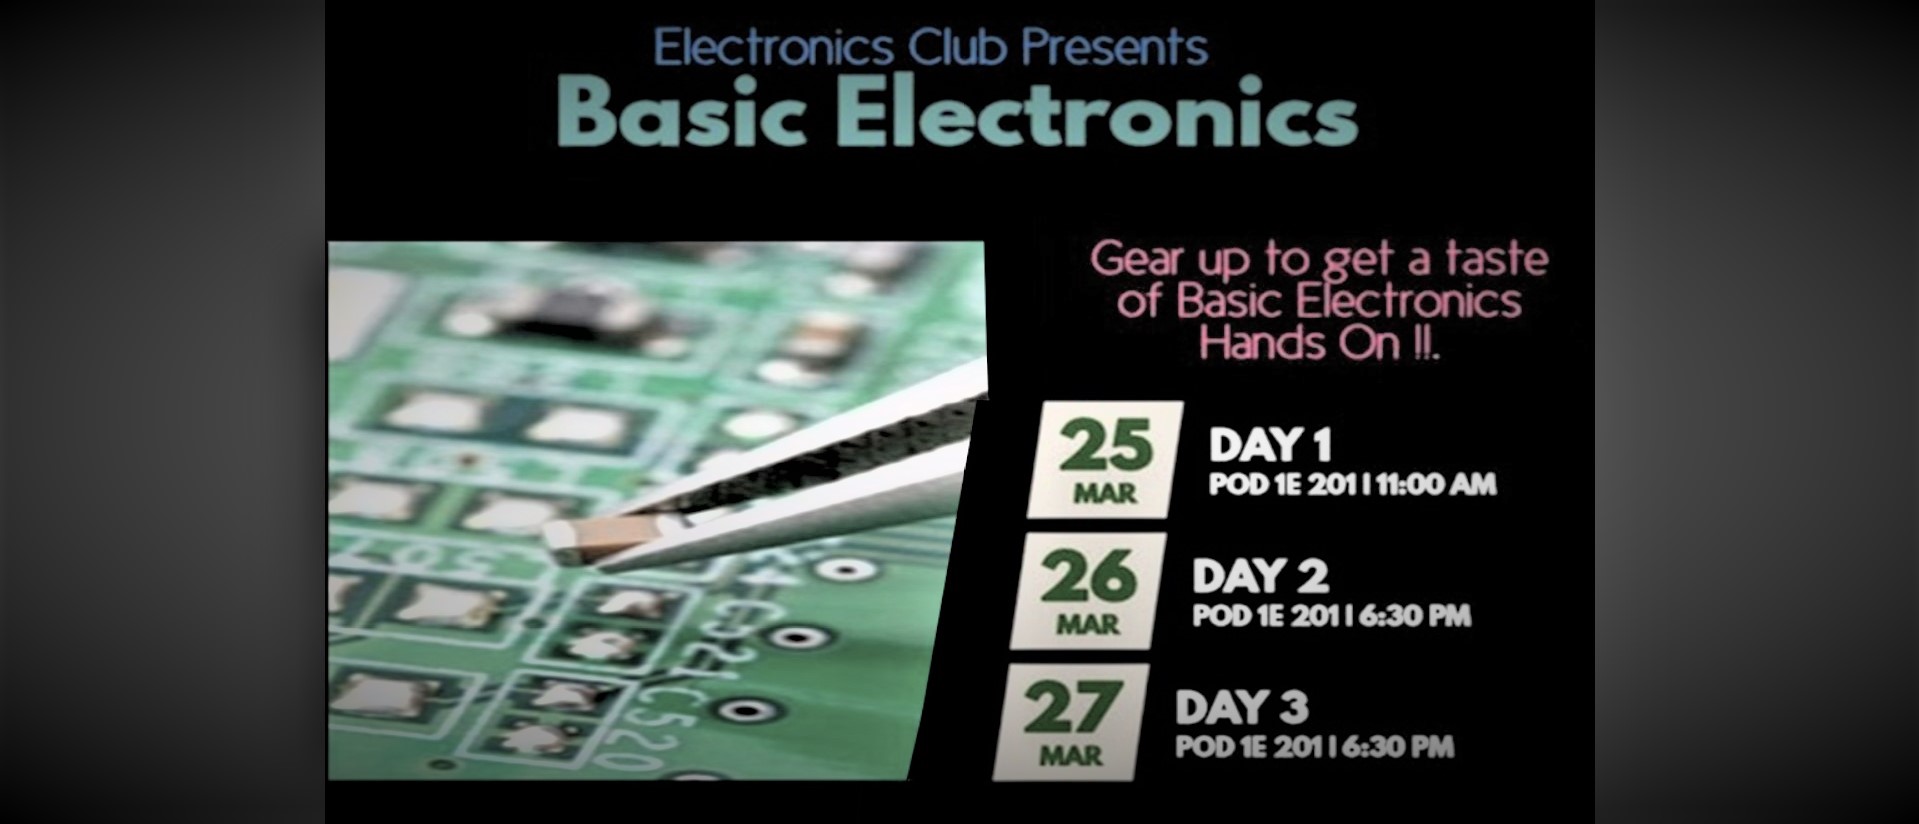 Electronics Club Presents
Basic Electronics
Gear up to get a taste
of Basic Electronics
Hands On !!.
25
MAR
DAY 1
POD 1E 201 | 11:00 AM
26
MAR
DAY 2
POD 1E 201 | 6:30 PM
27
MAR
DAY 3
POD 1E 201 | 6:30 PM
C521
C520